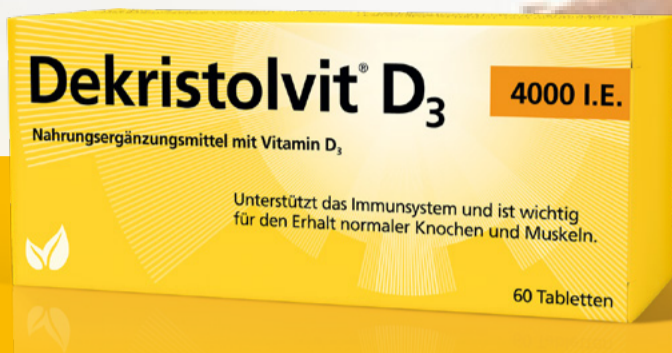 Dekristolvit® D₃
4000 I.E.
Nahrungsergänzungsmittel mit Vitamin D₃
Unterstützt das Immunsystem und ist wichtig
für den Erhalt normaler Knochen und Muskeln.
60 Tabletten